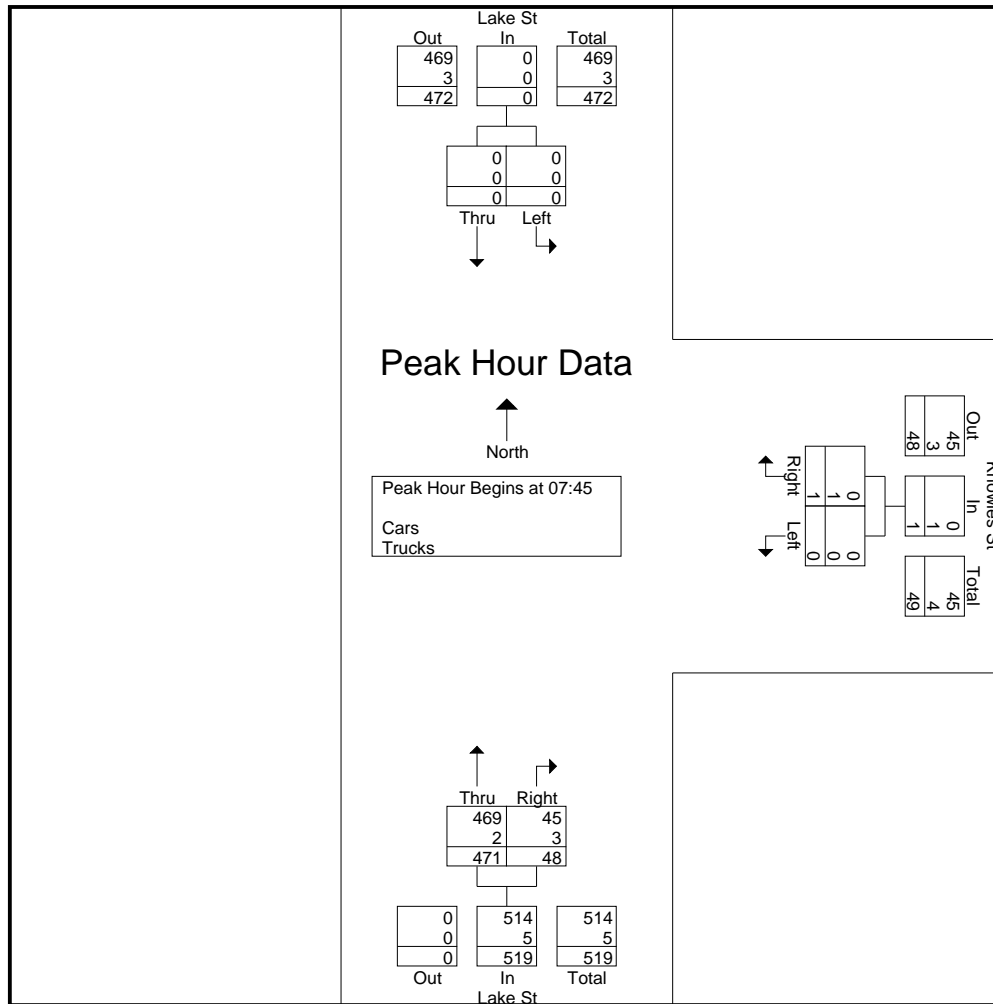 Lake St
Out In Total
469 0 469
3 0 3
472 0 472
0 0
0 0
0 0
Thru Left
Peak Hour Data
North
Peak Hour Begins at 07:45
Cars
Trucks
Right Left
0 0
1 0
1 0
Out In Total
45 0 45
3 1 4
48 1 49
Knowles St
Thru Right
469 45
2 3
471 48
0 514 514
0 5 5
0 519 519
Out In Total
Lake St